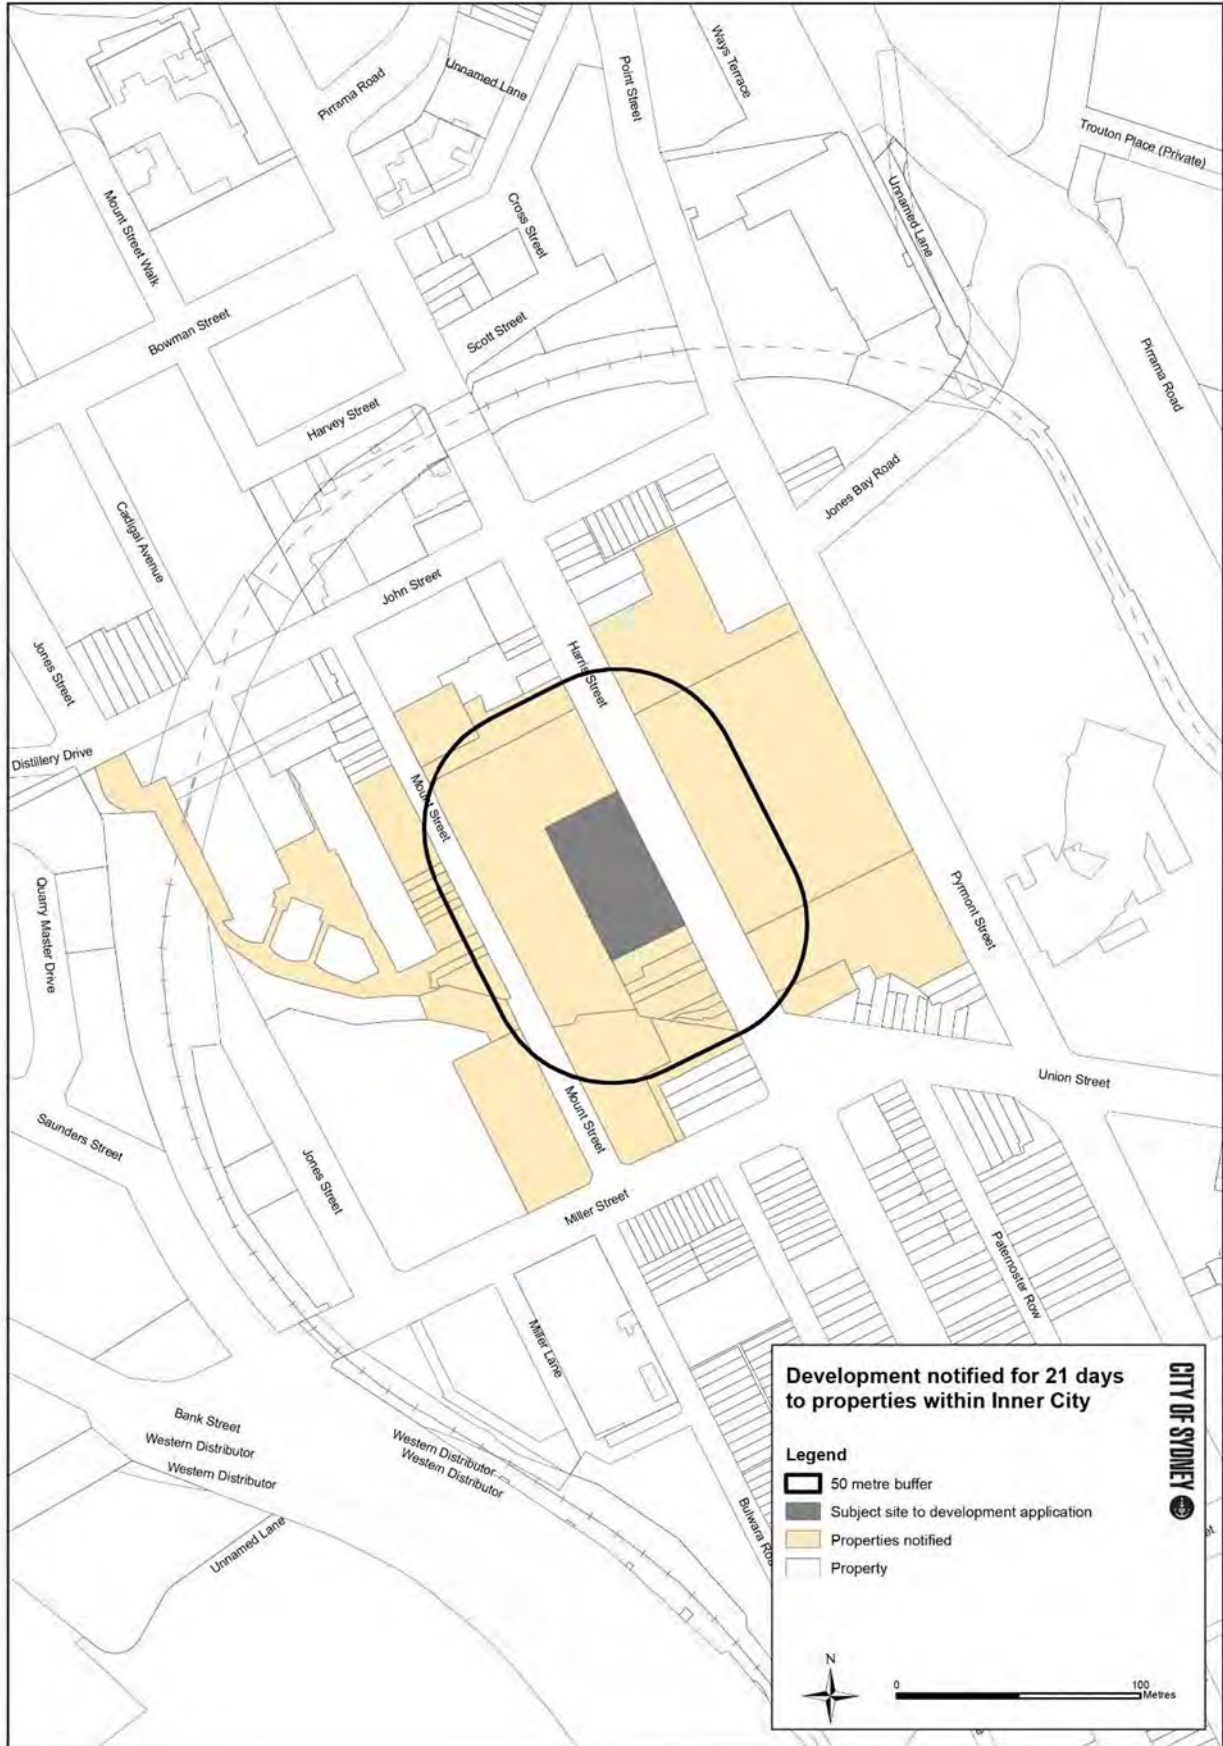 Ways Terrace
Point Street
Unnamed Lane
Pirrama Road
Trouton Place (Private)
Unnamed Lane
Mount Street Walk
Cross Street
Bowman Street
Scott Street
Pirrama Road
Harvey Street
Jones Bay Road
Cadigal Avenue
John Street
Jones Street
Harris Street
Distillery Drive
Mount Street
Quarry Master Drive
Pyrmont Street
Union Street
Saunders Street
Mount Street
Jones Street
Miller Street
Paternoster Row
Miller Lane
Bank Street
Western Distributor
Western Distributor
Western Distributor
Western Distributor
Unnamed Lane
Bulwara Roa
et
Development notified for 21 days
to properties within Inner City
CITY OF SYDNEY
Legend
50 metre buffer
Subject site to development application
Properties notified
Property
N
0 100
Metres